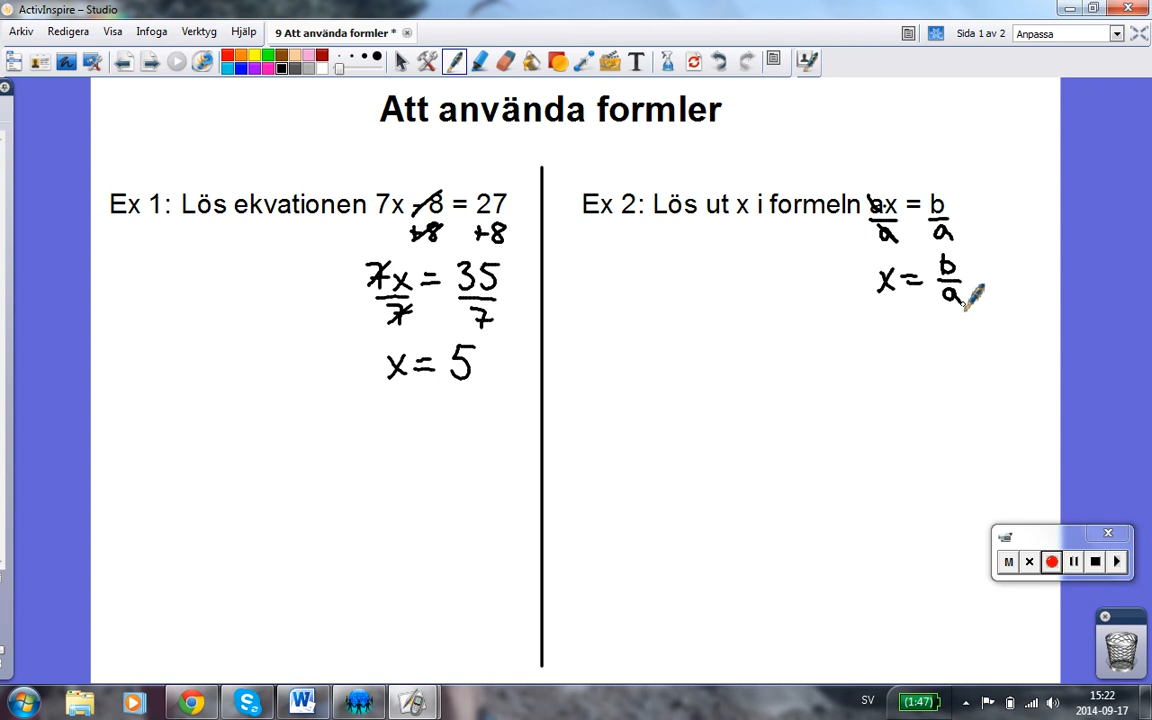 ActivInspire – Studio
Arkiv Redigera Visa Infoga Verktyg Hjälp 9 Att använda formler * Sida 1 av 2 Anpassa
Att använda formler
Ex 1: Lös ekvationen 7x - 8 = 27
+8 +8
7x = 35
7 7
x = 5
Ex 2: Lös ut x i formeln ax = b
a a
x = b
a
M
SV (1:47) 15:22
2014-09-17